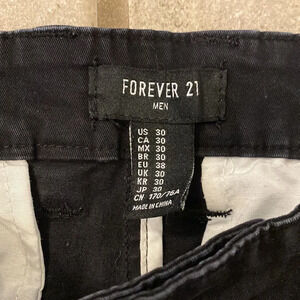 FOREVER 21
MEN
US 30
CA 30
MX 30
BR 30
EU 38
UK 30
KR 30
JP 30
CN 170/76A
MADE IN CHINA